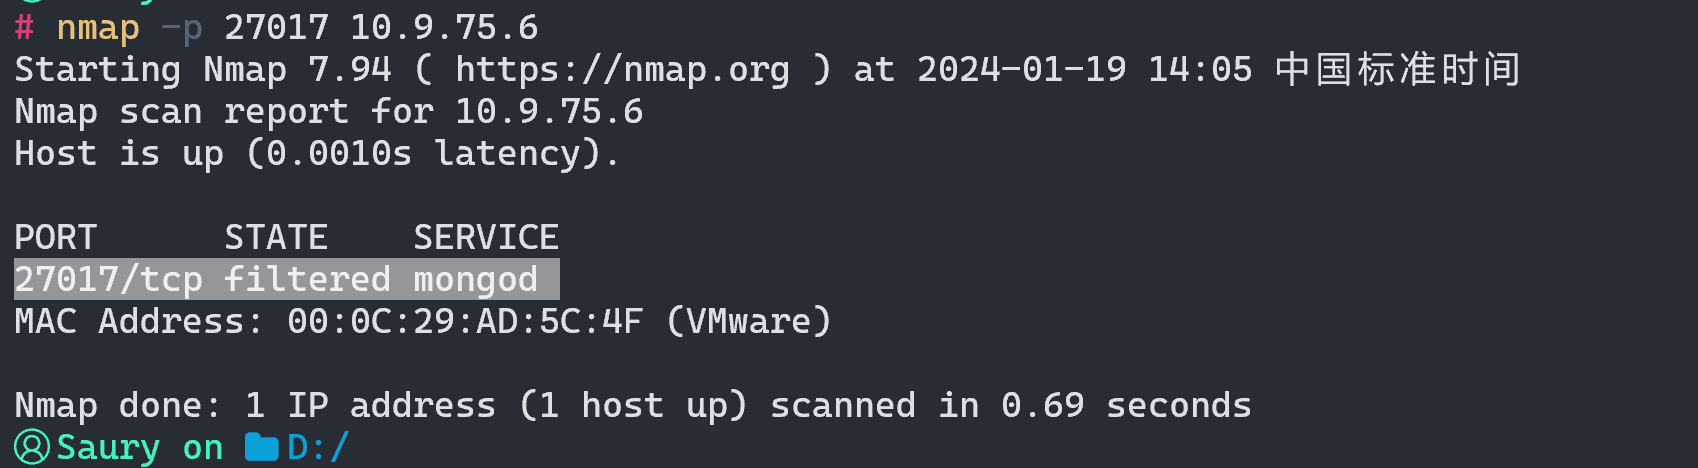 # nmap -p 27017 10.9.75.6
Starting Nmap 7.94 ( https://nmap.org ) at 2024-01-19 14:05 中国标准时间
Nmap scan report for 10.9.75.6
Host is up (0.0010s latency).
PORT      STATE    SERVICE
27017/tcp filtered mongod
MAC Address: 00:0C:29:AD:5C:4F (VMware)
Nmap done: 1 IP address (1 host up) scanned in 0.69 seconds
Saury on D:/